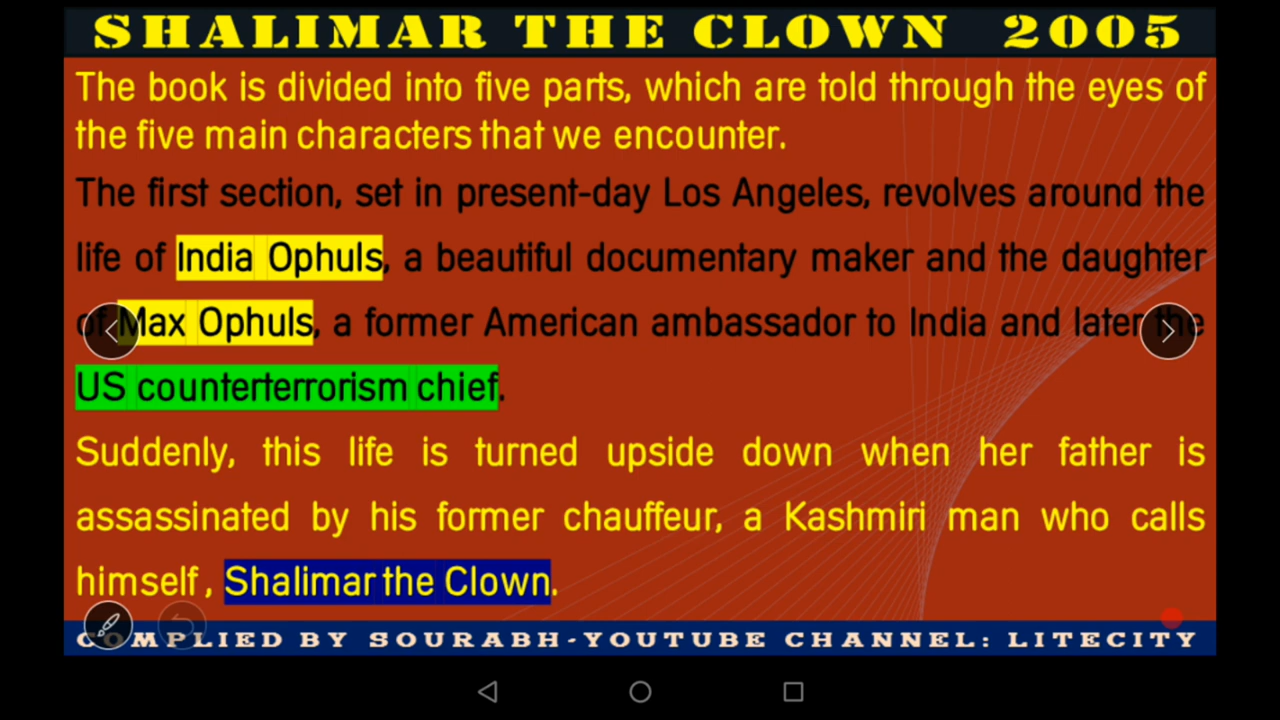 SHALIMAR THE CLOWN 2005
The book is divided into five parts, which are told through the eyes of
the five main characters that we encounter.
The first section, set in present-day Los Angeles, revolves around the
life of India Ophuls, a beautiful documentary maker and the daughter
of Max Ophuls, a former American ambassador to India and later the
US counterterrorism chief.
Suddenly, this life is turned upside down when her father is
assassinated by his former chauffeur, a Kashmiri man who calls
himself, Shalimar the Clown.
COMPLIED BY SOURABH-YOUTUBE CHANNEL: LITECITY